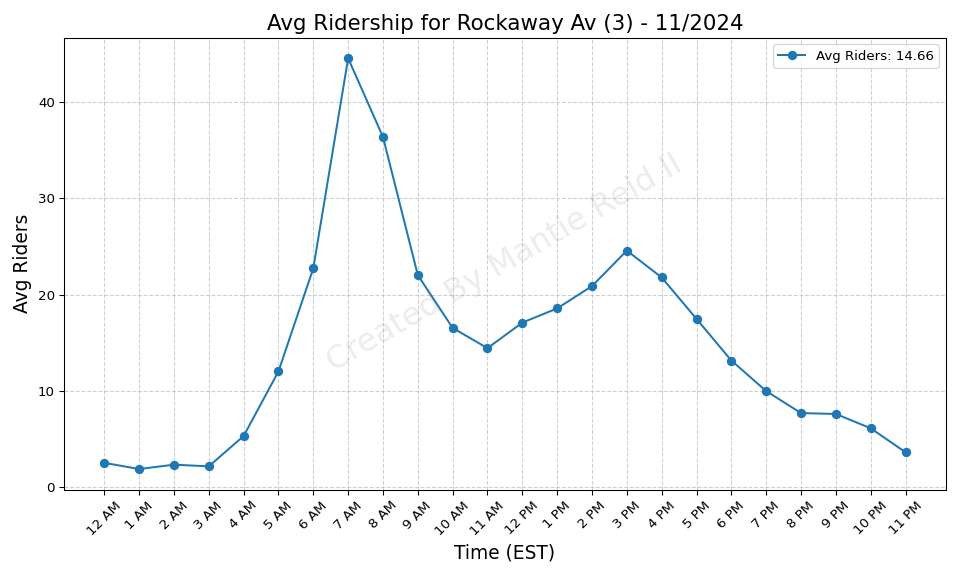 Avg Ridership for Rockaway Av (3) - 11/2024
Avg Riders: 14.66
40
30
20
10
0
Avg Riders
Created By Mantie Reid II
12 AM
1 AM
2 AM
3 AM
4 AM
5 AM
6 AM
7 AM
8 AM
9 AM
10 AM
11 AM
12 PM
1 PM
2 PM
3 PM
4 PM
5 PM
6 PM
7 PM
8 PM
9 PM
10 PM
11 PM
Time (EST)